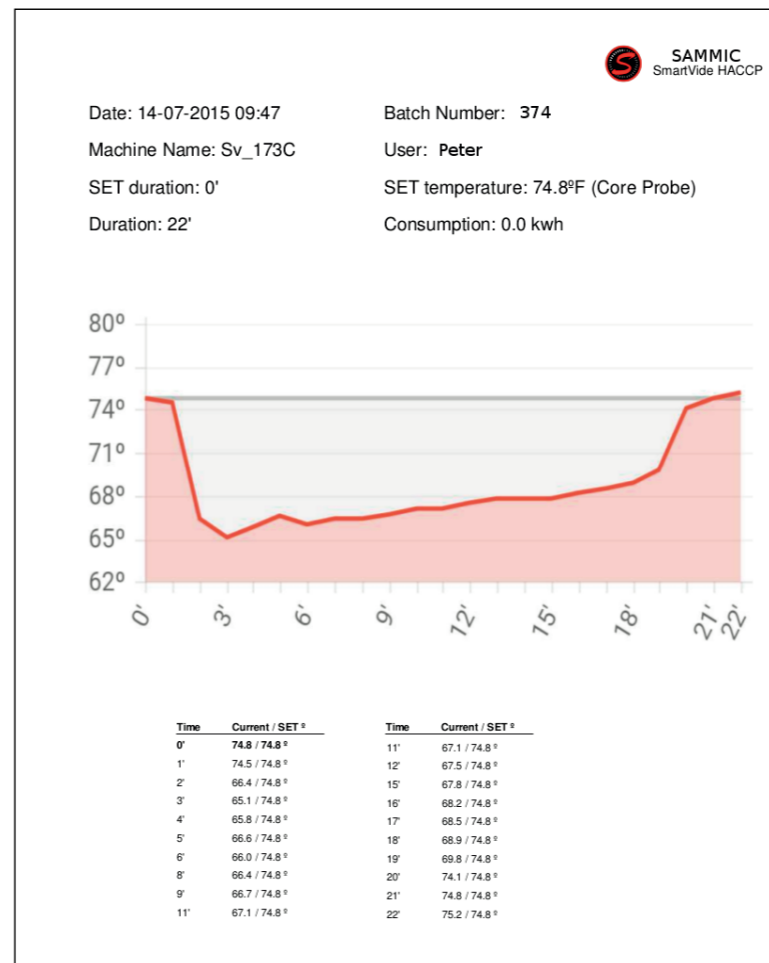 SAMMIC
SmartVide HACCP
Date: 14-07-2015 09:47
Batch Number: 374
Machine Name: Sv_173C
User: Peter
SET duration: 0'
SET temperature: 74.8ºF (Core Probe)
Duration: 22'
Consumption: 0.0 kwh
80º
77º
74º
71º
68º
65º
62º
0' 3' 6' 9' 12' 15' 18' 21' 22'
Time Current / SET º
0' 74.8 / 74.8 º
1' 74.5 / 74.8 º
2' 66.4 / 74.8 º
3' 65.1 / 74.8 º
4' 65.8 / 74.8 º
5' 66.6 / 74.8 º
6' 66.0 / 74.8 º
8' 66.4 / 74.8 º
9' 66.7 / 74.8 º
11' 67.1 / 74.8 º
Time Current / SET º
11' 67.1 / 74.8 º
12' 67.5 / 74.8 º
15' 67.8 / 74.8 º
16' 68.2 / 74.8 º
17' 68.5 / 74.8 º
18' 68.9 / 74.8 º
19' 69.8 / 74.8 º
20' 74.1 / 74.8 º
21' 74.8 / 74.8 º
22' 75.2 / 74.8 º